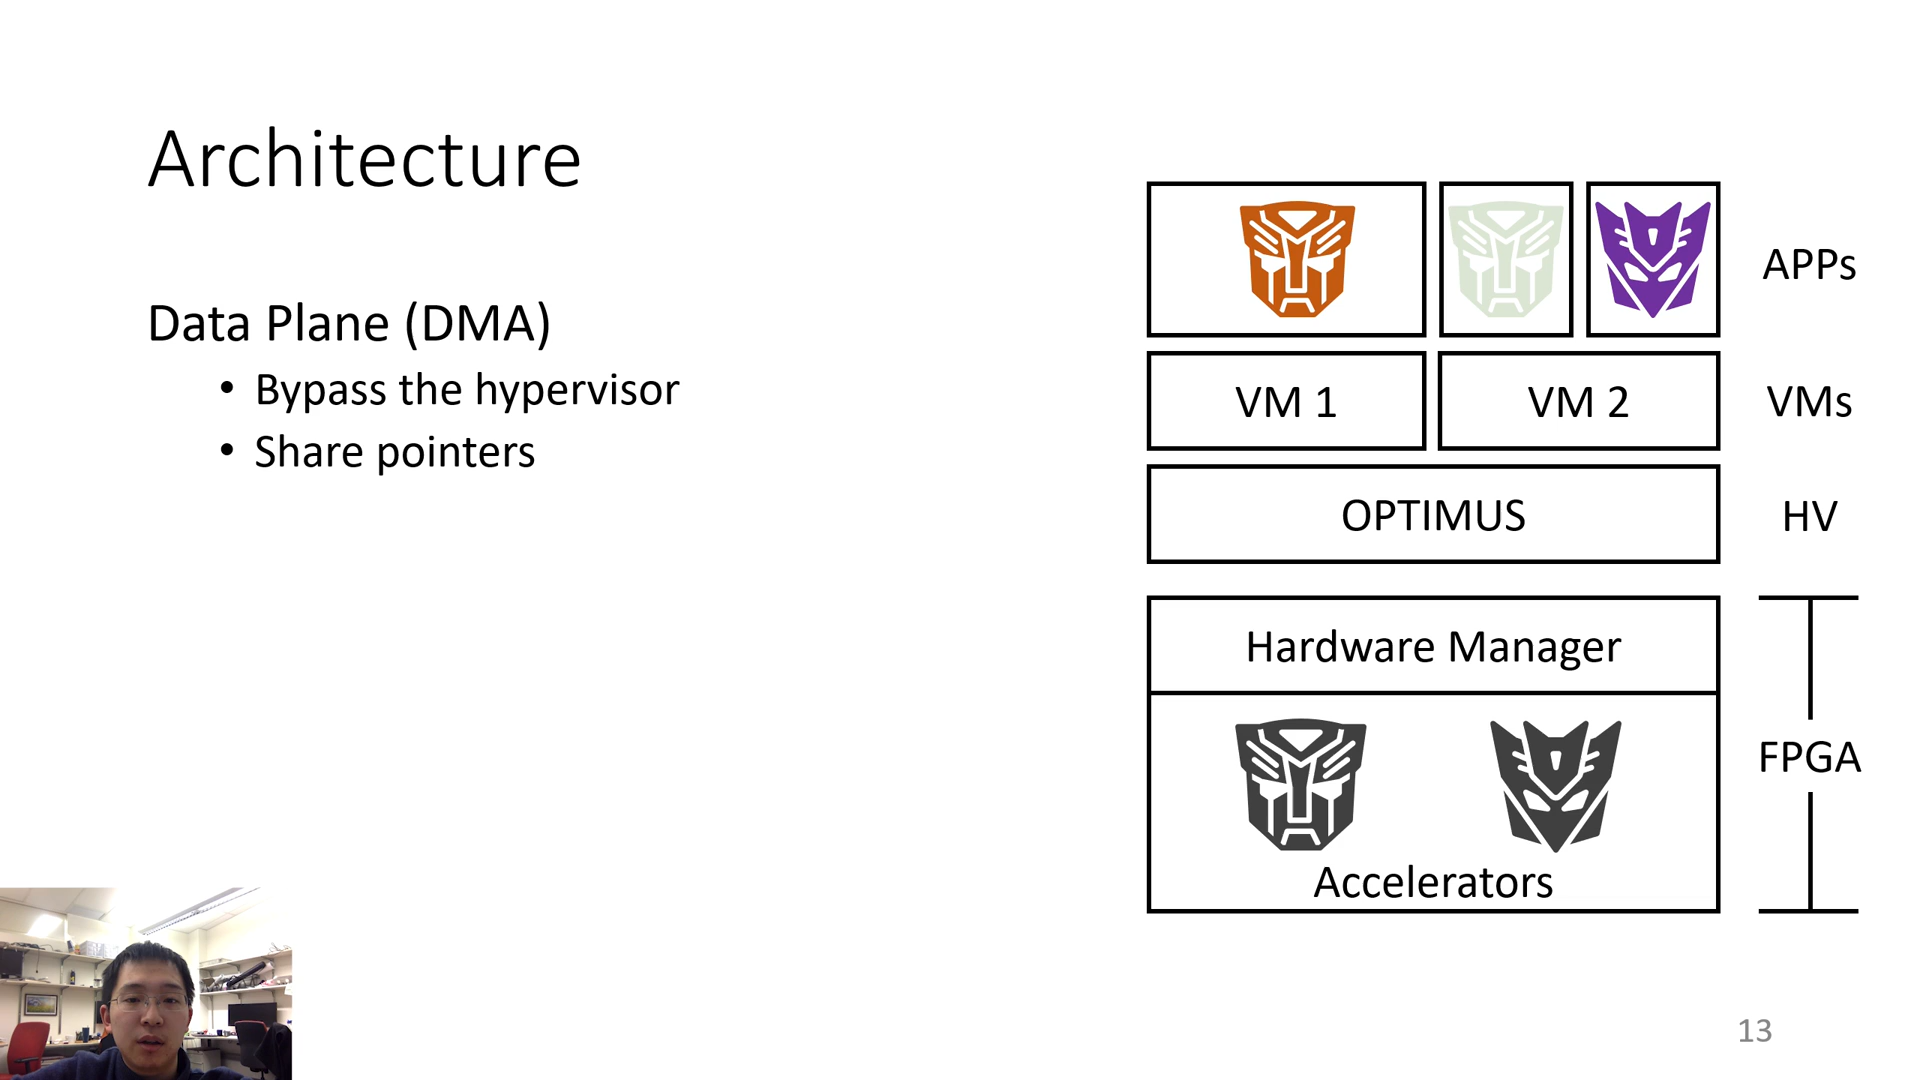 Architecture
Data Plane (DMA)
• Bypass the hypervisor
• Share pointers
APPs
VM 1
VM 2
VMs
OPTIMUS
HV
Hardware Manager
Accelerators
FPGA
13